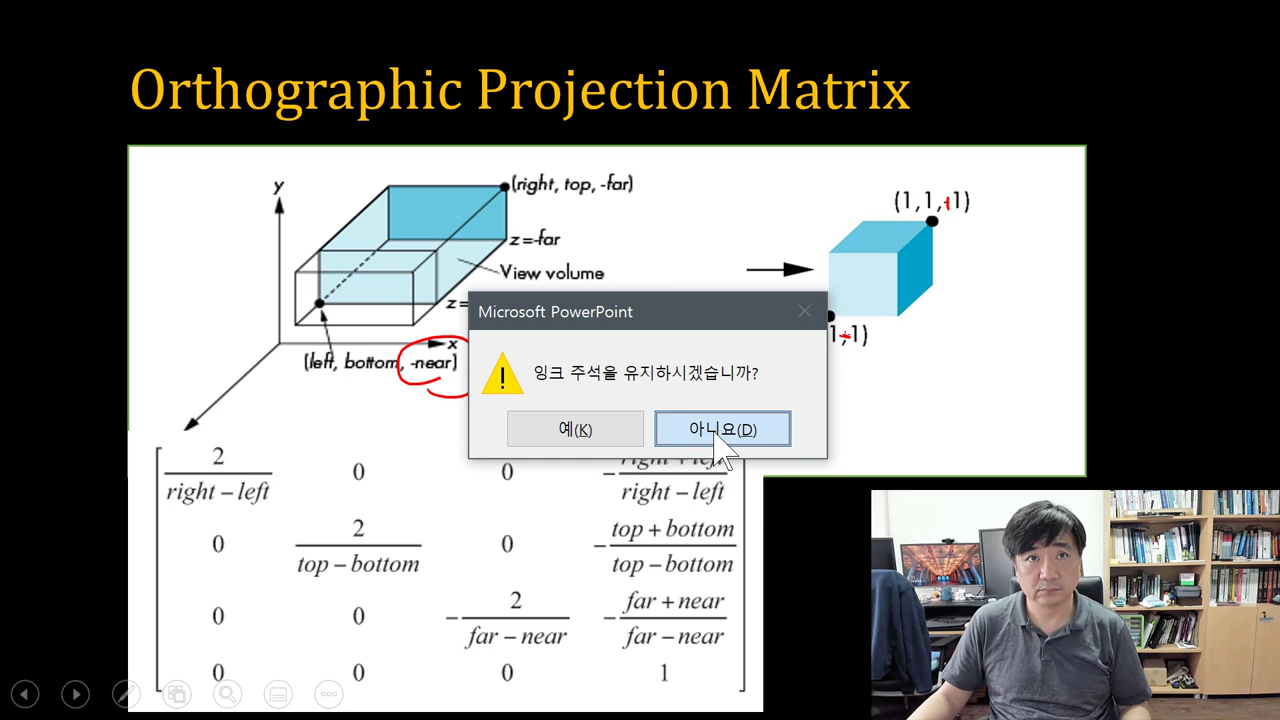 Orthographic Projection Matrix
y
(right, top, -far)
z =-far
View volume
z=
x
(left, bottom, -near)
(1,1,-1)
1,-1)
Microsoft PowerPoint
잉크 주석을 유지하시겠습니까?
예(K) 아니요(D)
2 / right − left 0 0 − right + left / right − left
0 2 / top − bottom 0 − top + bottom / top − bottom
0 0 − 2 / far − near − far + near / far − near
0 0 0 1